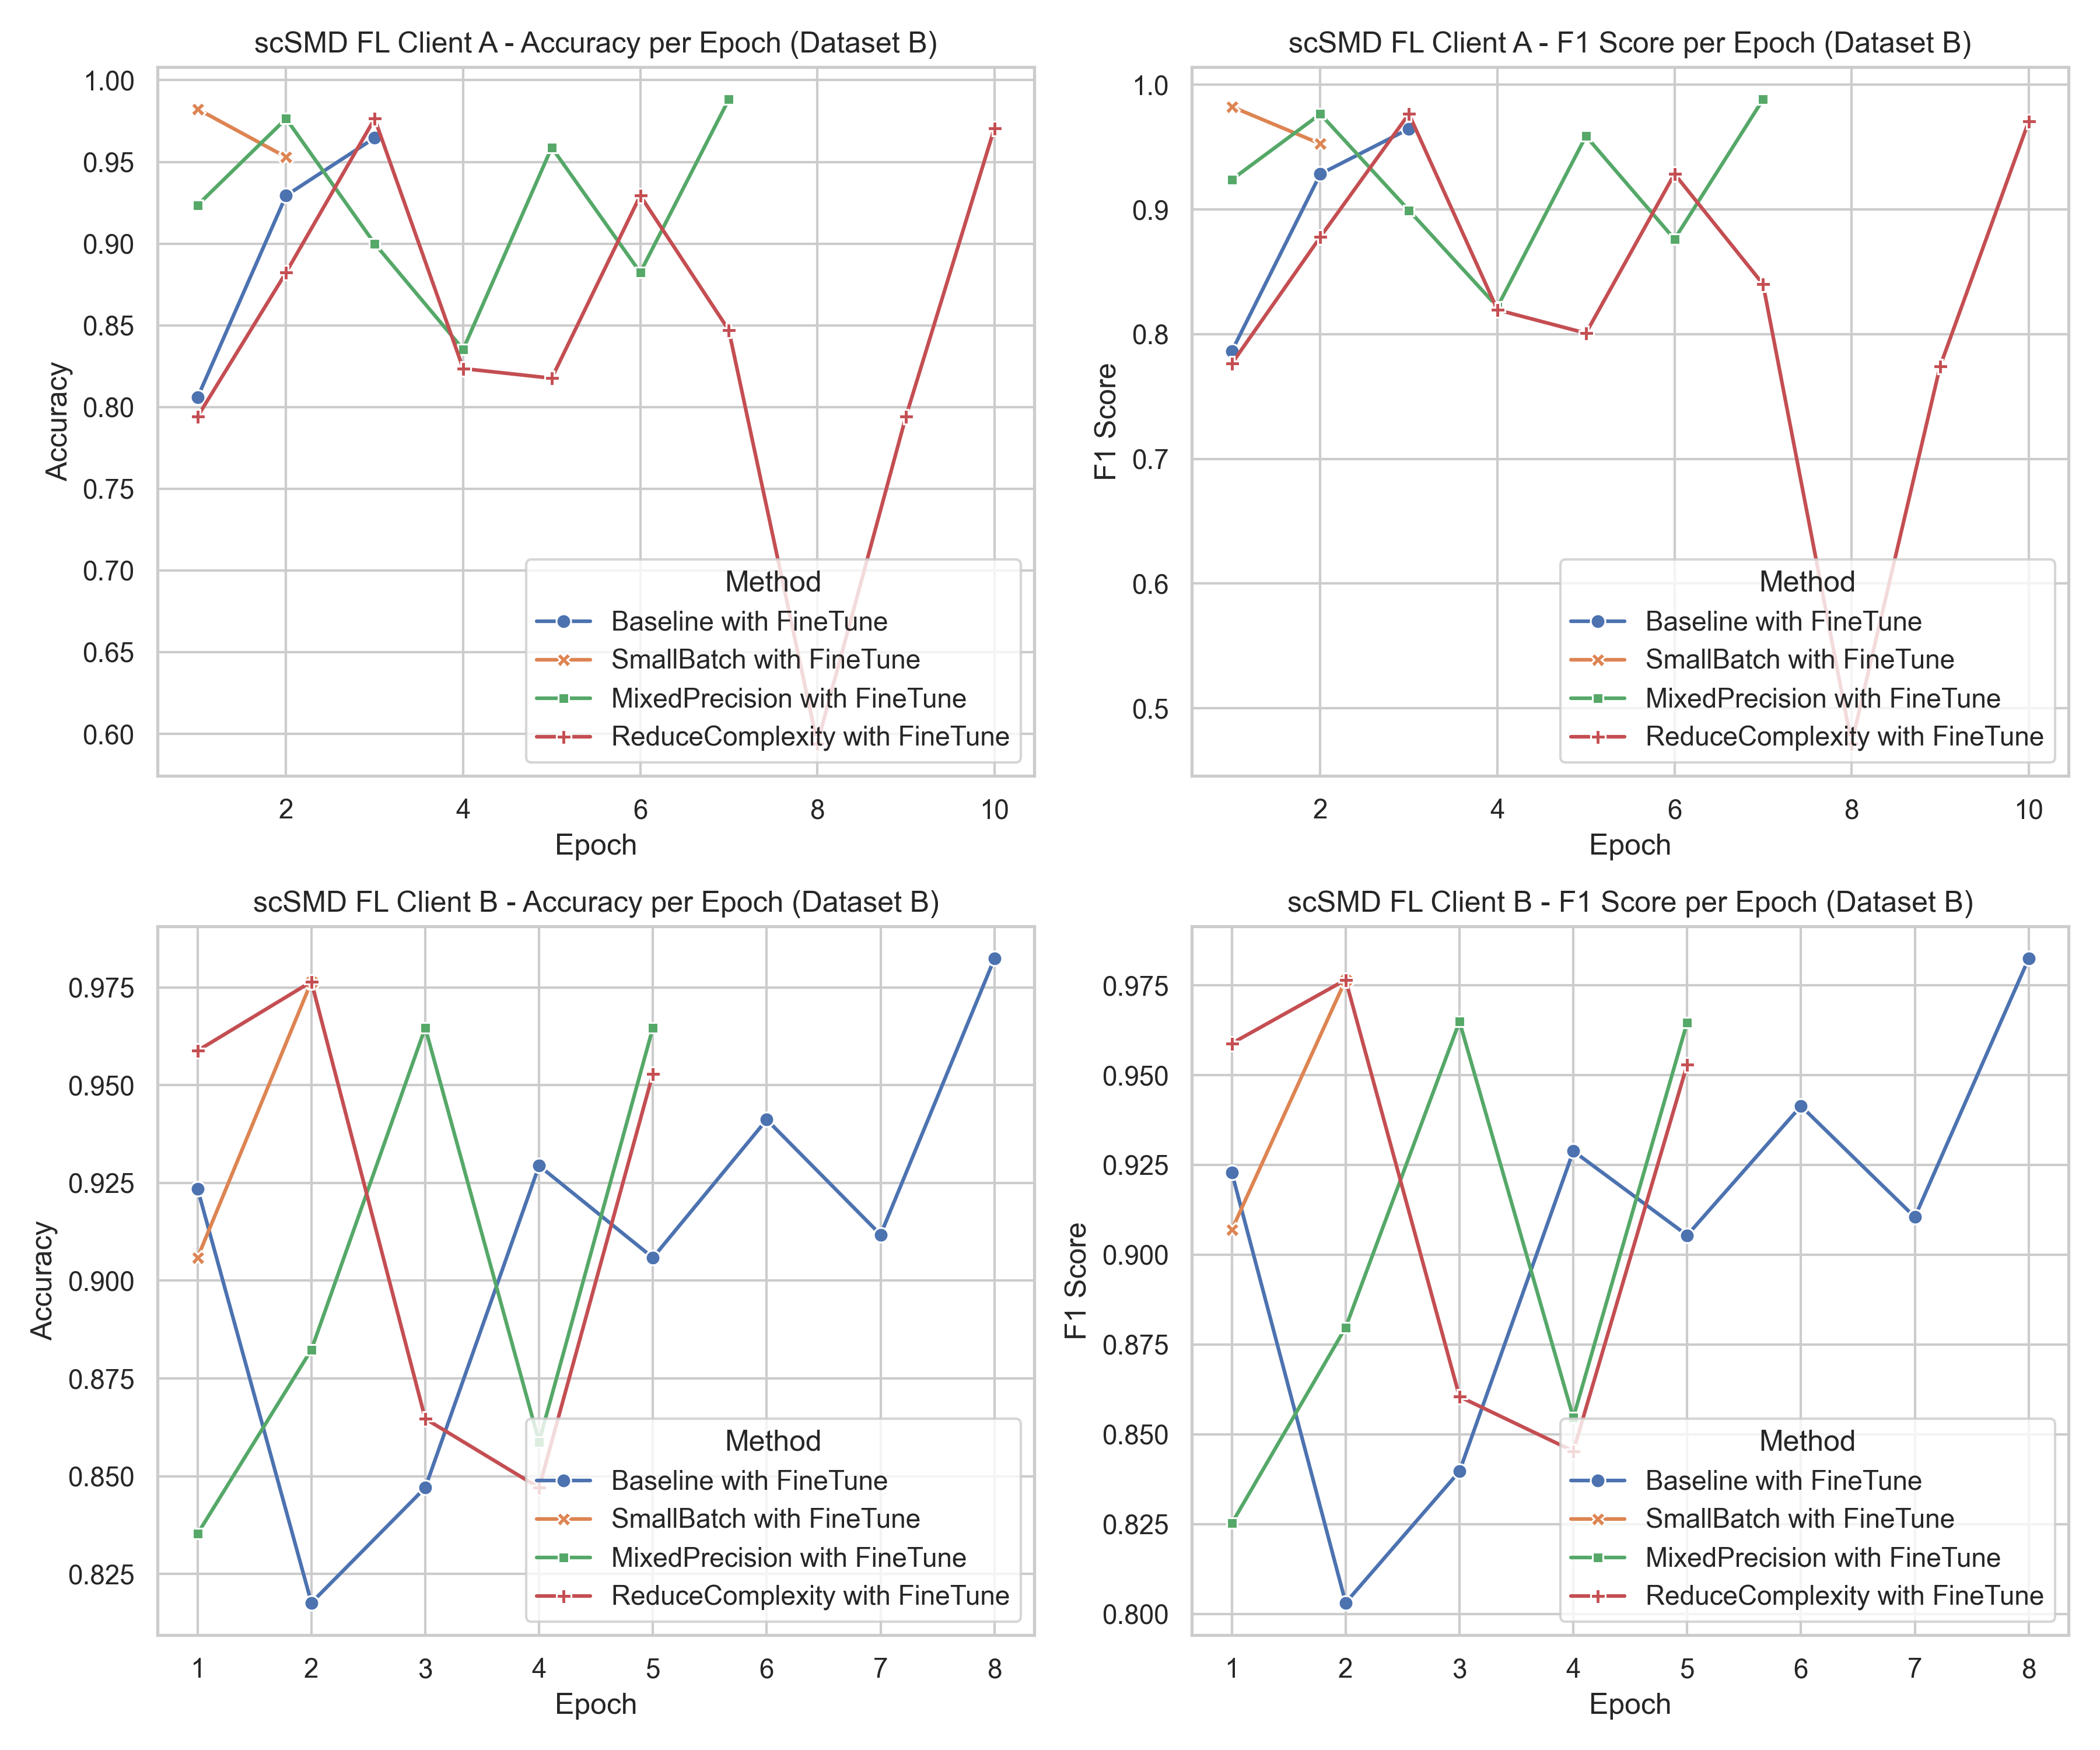 scSMD FL Client A - Accuracy per Epoch (Dataset B)
1.00
0.95
0.90
0.85
0.80
0.75
0.70
0.65
0.60
Accuracy
Method
Baseline with FineTune
SmallBatch with FineTune
MixedPrecision with FineTune
ReduceComplexity with FineTune
2 4 6 8 10
Epoch
scSMD FL Client A - F1 Score per Epoch (Dataset B)
1.0
0.9
0.8
0.7
0.6
0.5
F1 Score
Method
Baseline with FineTune
SmallBatch with FineTune
MixedPrecision with FineTune
ReduceComplexity with FineTune
2 4 6 8 10
Epoch
scSMD FL Client B - Accuracy per Epoch (Dataset B)
0.975
0.950
0.925
0.900
0.875
0.850
0.825
Accuracy
Method
Baseline with FineTune
SmallBatch with FineTune
MixedPrecision with FineTune
ReduceComplexity with FineTune
1 2 3 4 5 6 7 8
Epoch
scSMD FL Client B - F1 Score per Epoch (Dataset B)
0.975
0.950
0.925
0.900
0.875
0.850
0.825
0.800
F1 Score
Method
Baseline with FineTune
SmallBatch with FineTune
MixedPrecision with FineTune
ReduceComplexity with FineTune
1 2 3 4 5 6 7 8
Epoch